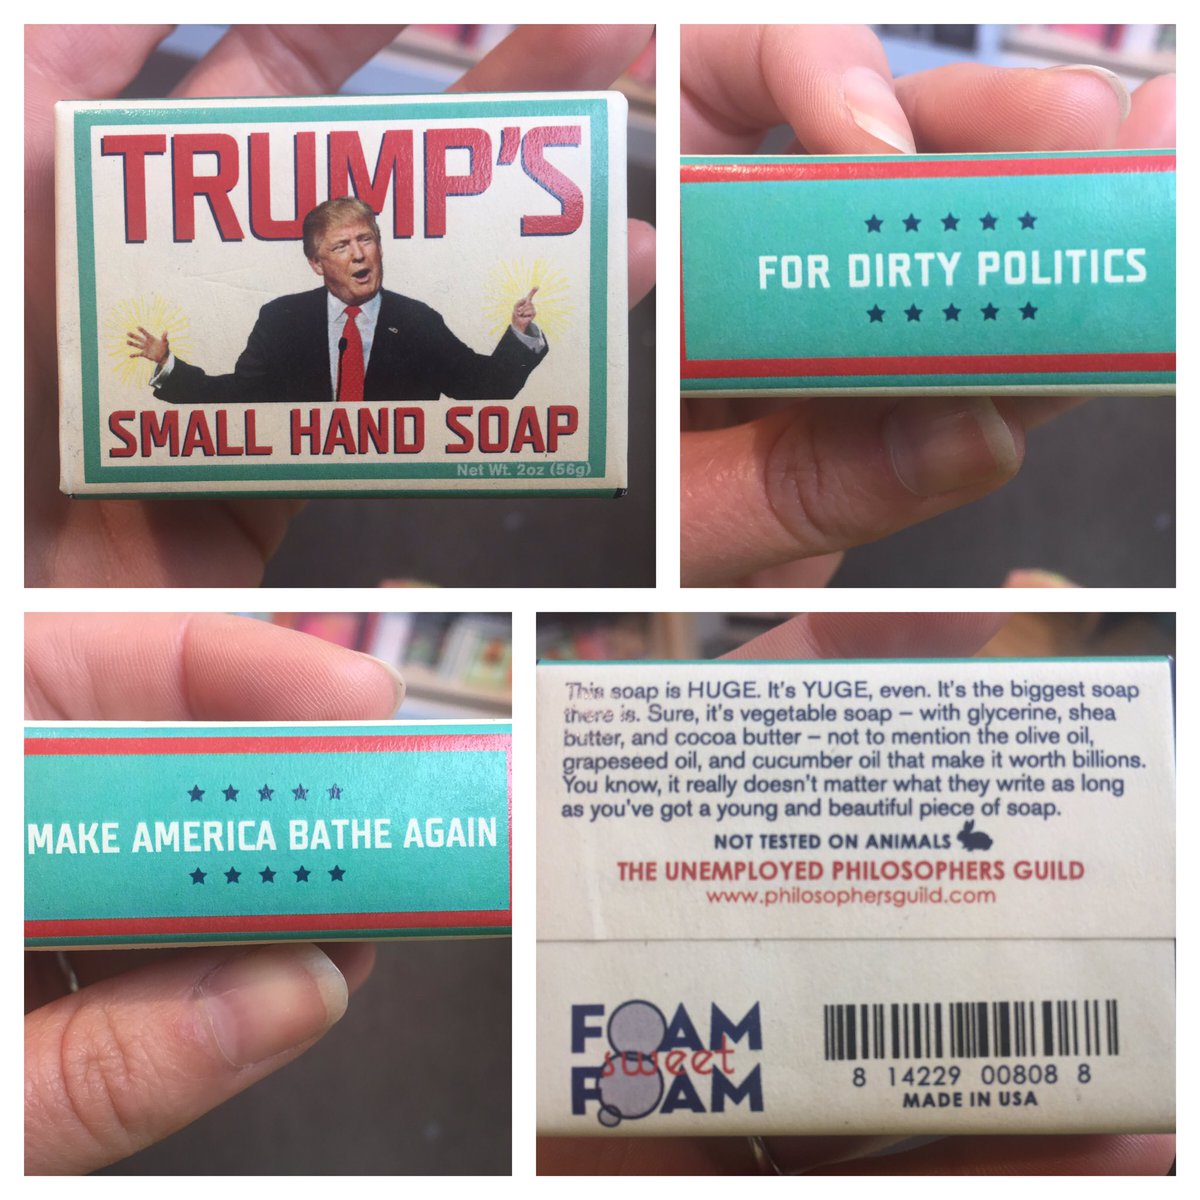 TRUMP'S
SMALL HAND SOAP
Net Wt. 2oz (56g)
FOR DIRTY POLITICS
MAKE AMERICA BATHE AGAIN
This soap is HUGE. It's YUGE, even. It's the biggest soap
there is. Sure, it's vegetable soap – with glycerine, shea
butter, and cocoa butter – not to mention the olive oil,
grapeseed oil, and cucumber oil that make it worth billions.
You know, it really doesn't matter what they write as long
as you've got a young and beautiful piece of soap.
NOT TESTED ON ANIMALS
THE UNEMPLOYED PHILOSOPHERS GUILD
www.philosophersguild.com
FOAM
sweet
FOAM
8 14229 00808 8
MADE IN USA